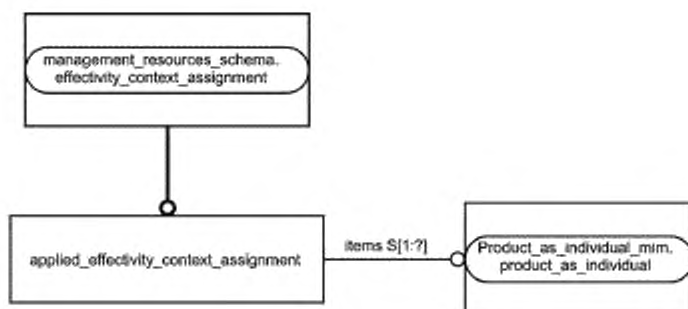 management_resources_schema.
effectivity_context_assignment
applied_effectivity_context_assignment
items S[1:?]
Product_as_individual_mim.
product_as_individual